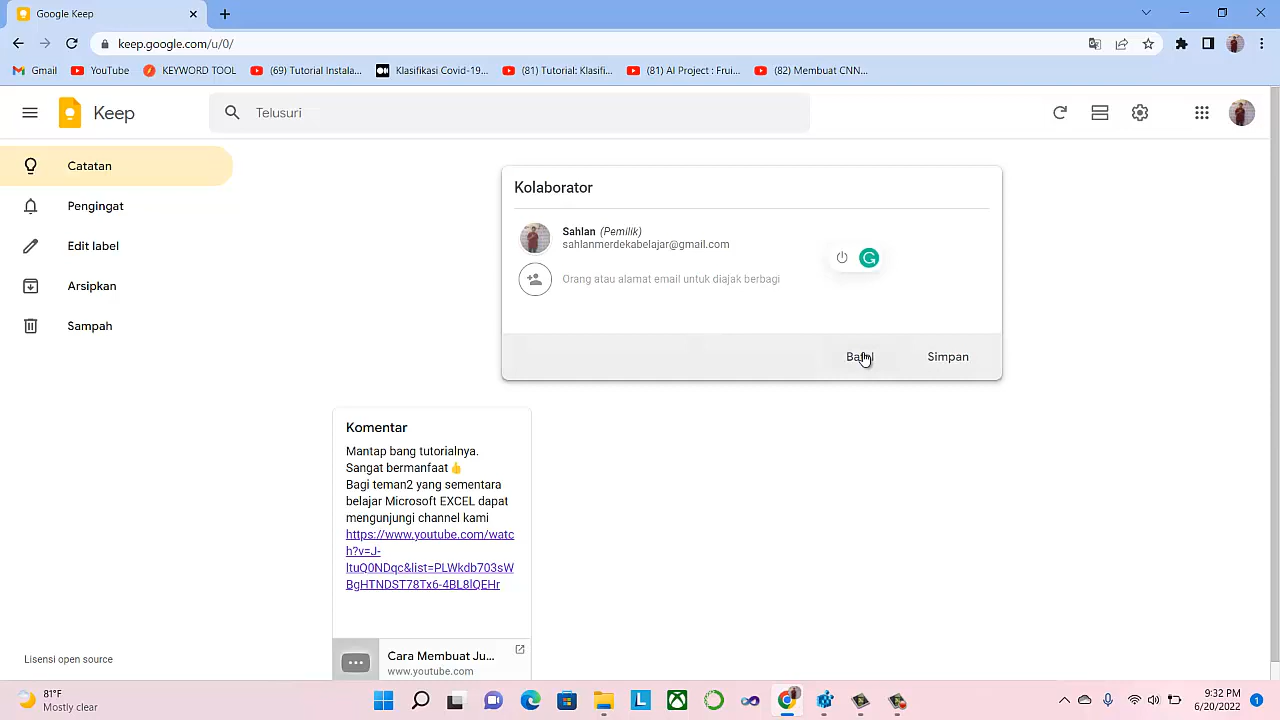 Google Keep
keep.google.com/u/0/
Gmail
YouTube
KEYWORD TOOL
(69) Tutorial Instala...
Klasifikasi Covid-19...
(81) Tutorial: Klasifi...
(81) AI Project : Frui...
(82) Membuat CNN...
Keep
Telusuri
Catatan
Pengingat
Edit label
Arsipkan
Sampah
Kolaborator
Sahlan (Pemilik)
sahlanmerdekabelajar@gmail.com
Orang atau alamat email untuk diajak berbagi
Batal
Simpan
Komentar
Mantap bang tutorialnya.
Sangat bermanfaat👍
Bagi teman2 yang sementara
belajar Microsoft EXCEL dapat
mengunjungi channel kami
https://www.youtube.com/watc
h?v=J-
ltuQ0NDqc&list=PLWkdb703sW
BgHTNDST78Tx6-4BL8lQEHr
Cara Membuat Ju...
www.youtube.com
Lisensi open source
81°F
Mostly clear
9:32 PM
6/20/2022
1